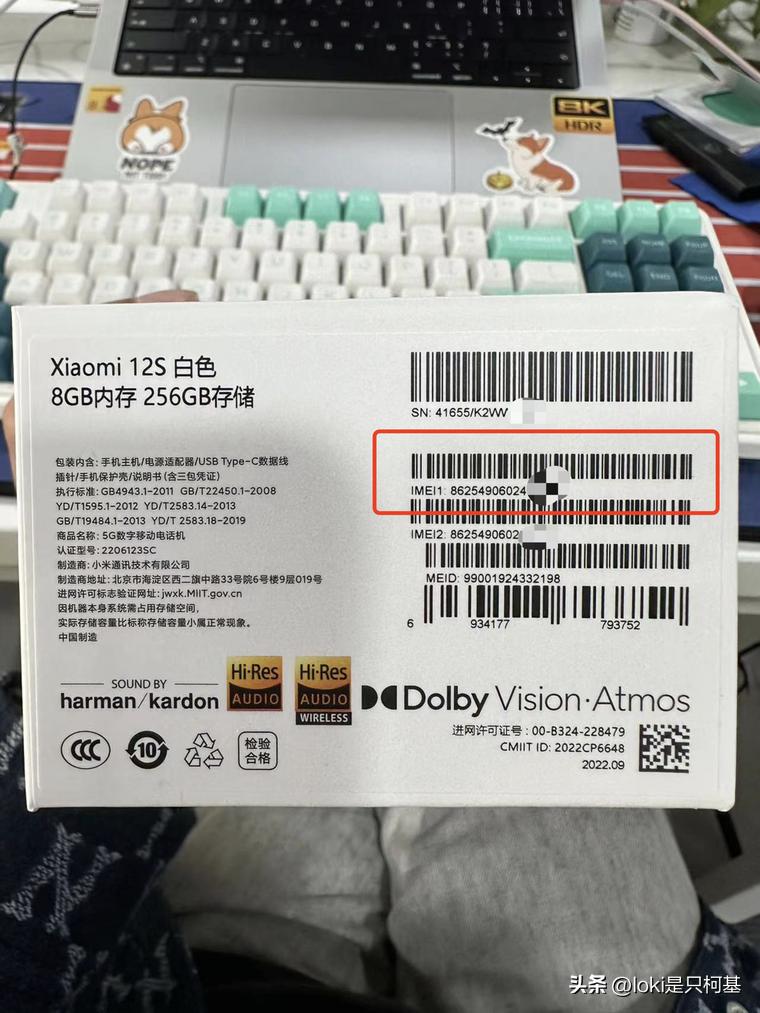 NOPE
8K
HDR
Xiaomi 12S 白色
8GB内存 256GB存储
包装内含: 手机主机/电源适配器/USB Type-C数据线
插针/手机保护壳/说明书 (含三包凭证)
执行标准: GB4943.1-2011 GB/T22450.1-2008
YD/T1595.1-2012 YD/T2583.14-2013
GB/T19484.1-2013 YD/T 2583.18-2019
商品名称: 5G数字移动电话机
认证型号: 2206123SC
制造商: 小米通讯技术有限公司
制造商地址: 北京市海淀区西二旗中路33号院6号楼9层019号
进网许可标志验证网址: jwxk.MIIT.gov.cn
因机器本身系统需占用存储空间,
实际存储容量比标称存储容量小属正常现象。
中国制造
SN: 41655/K2WW
IMEI1: 86254906024
IMEI2: 8625490602
MEID: 99001924332198
6 934177 793752
SOUND BY
harman/kardon
Hi-Res
AUDIO
Hi-Res
AUDIO
WIRELESS
Dolby Vision·Atmos
CCC
10
检验
合格
进网许可证号 : 00-B324-228479
CMIIT ID: 2022CP6648
2022.09
头条 @loki是只柯基